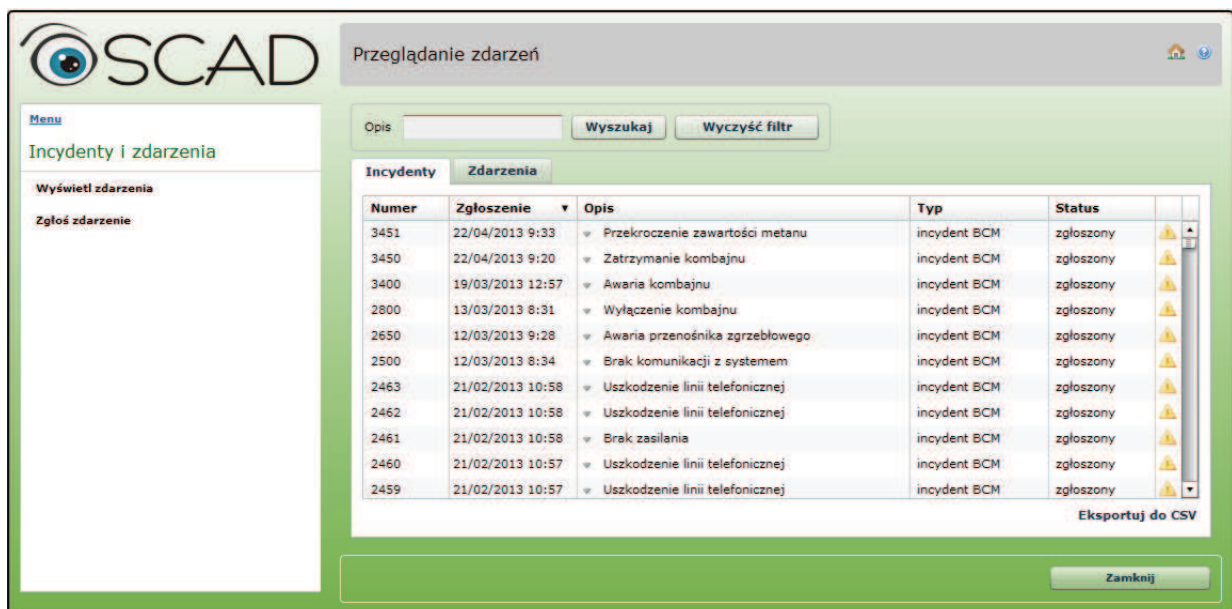 OSCAD
Przeglądanie zdarzeń
Menu
Incydenty i zdarzenia
Wyświetl zdarzenia
Zgłoś zdarzenie
Opis Wyszukaj Wyczyść filtr
Incydenty Zdarzenia
Numer Zgłoszenie Opis Typ Status
3451 22/04/2013 9:33 Przekroczenie zawartości metanu incydent BCM zgłoszony
3450 22/04/2013 9:20 Zatrzymanie kombajnu incydent BCM zgłoszony
3400 19/03/2013 12:57 Awaria kombajnu incydent BCM zgłoszony
2800 13/03/2013 8:31 Wyłączenie kombajnu incydent BCM zgłoszony
2650 12/03/2013 9:28 Awaria przenośnika zgrzebłowego incydent BCM zgłoszony
2500 12/03/2013 8:34 Brak komunikacji z systemem incydent BCM zgłoszony
2463 21/02/2013 10:58 Uszkodzenie linii telefonicznej incydent BCM zgłoszony
2462 21/02/2013 10:58 Uszkodzenie linii telefonicznej incydent BCM zgłoszony
2461 21/02/2013 10:58 Brak zasilania incydent BCM zgłoszony
2460 21/02/2013 10:57 Uszkodzenie linii telefonicznej incydent BCM zgłoszony
2459 21/02/2013 10:57 Uszkodzenie linii telefonicznej incydent BCM zgłoszony
Eksportuj do CSV
Zamknij